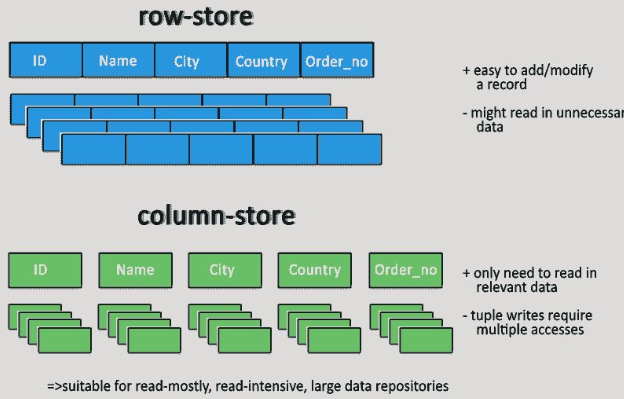 row-store
ID Name City Country Order_no
+ easy to add/modify
a record
- might read in unnecessar
data
column-store
ID Name City Country Order_no
+ only need to read in
relevant data
- tuple writes require
multiple accesses
=>suitable for read-mostly, read-intensive, large data repositories